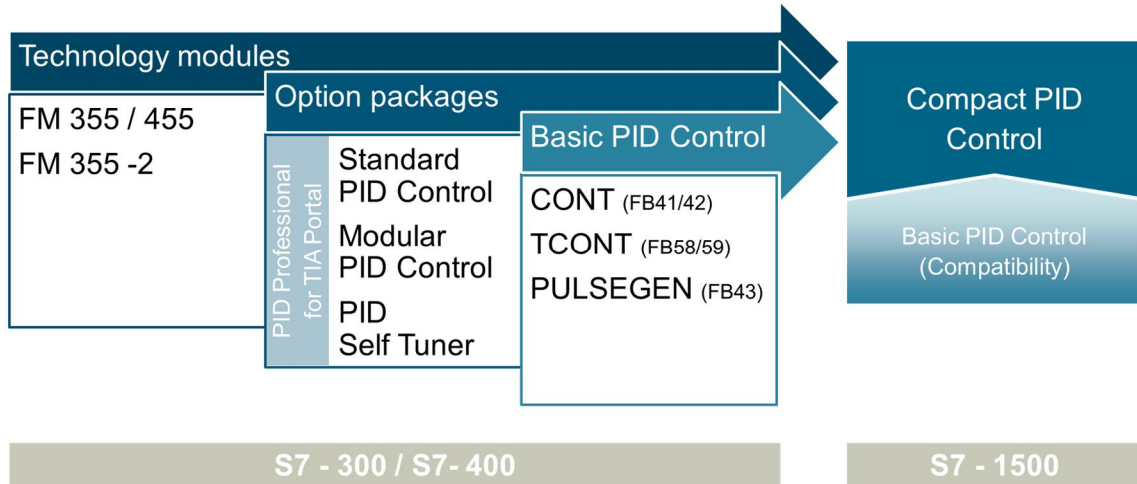 Technology modules
FM 355 / 455
FM 355 -2
Option packages
PID Professional
for TIA Portal
Standard
PID Control
Modular
PID Control
PID
Self Tuner
Basic PID Control
CONT (FB41/42)
TCONT (FB58/59)
PULSEGEN (FB43)
Compact PID
Control
Basic PID Control
(Compatibility)
S7 - 300 / S7- 400
S7 - 1500